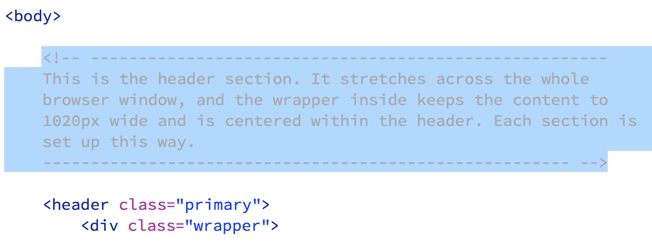 <body>
<!-- ---------------------------------------------------
This is the header section. It stretches across the whole
browser window, and the wrapper inside keeps the content to
1020px wide and is centered within the header. Each section is
set up this way.
---------------------------------------------------- -->
<header class="primary">
<div class="wrapper">